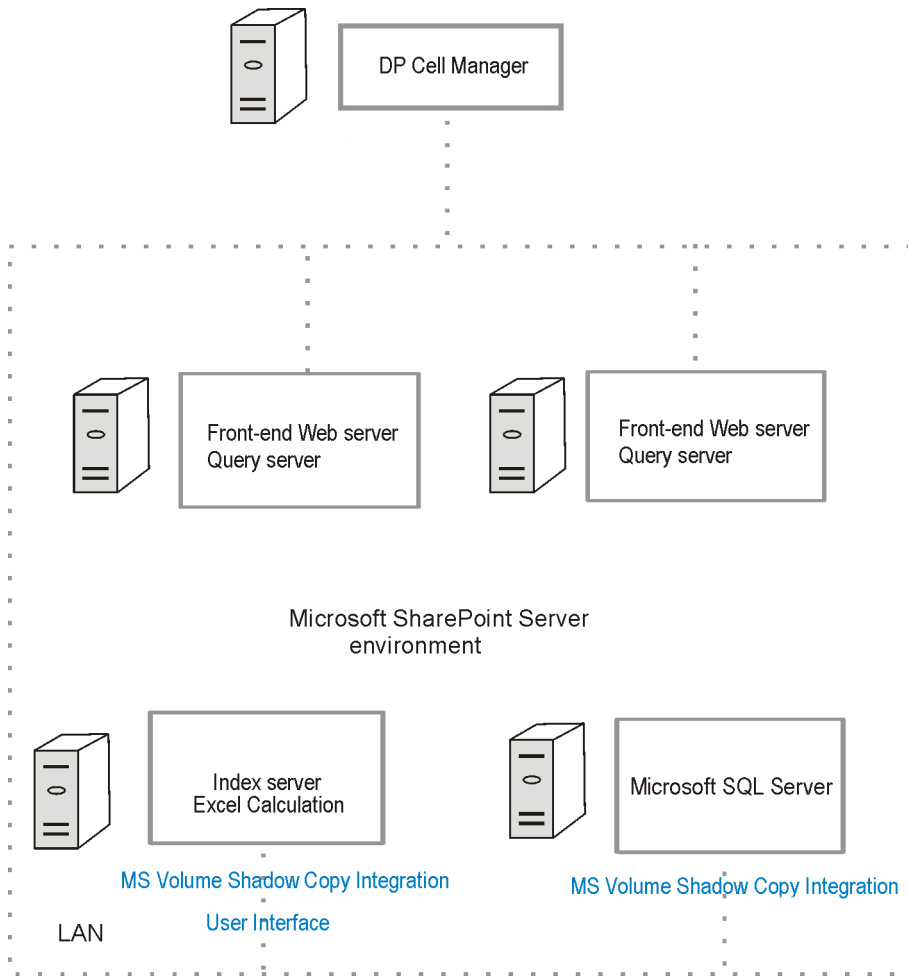 DP Cell Manager
Front-end Web server
Query server
Front-end Web server
Query server
Microsoft SharePoint Server
environment
Index server
Excel Calculation
Microsoft SQL Server
MS Volume Shadow Copy Integration
MS Volume Shadow Copy Integration
User Interface
LAN